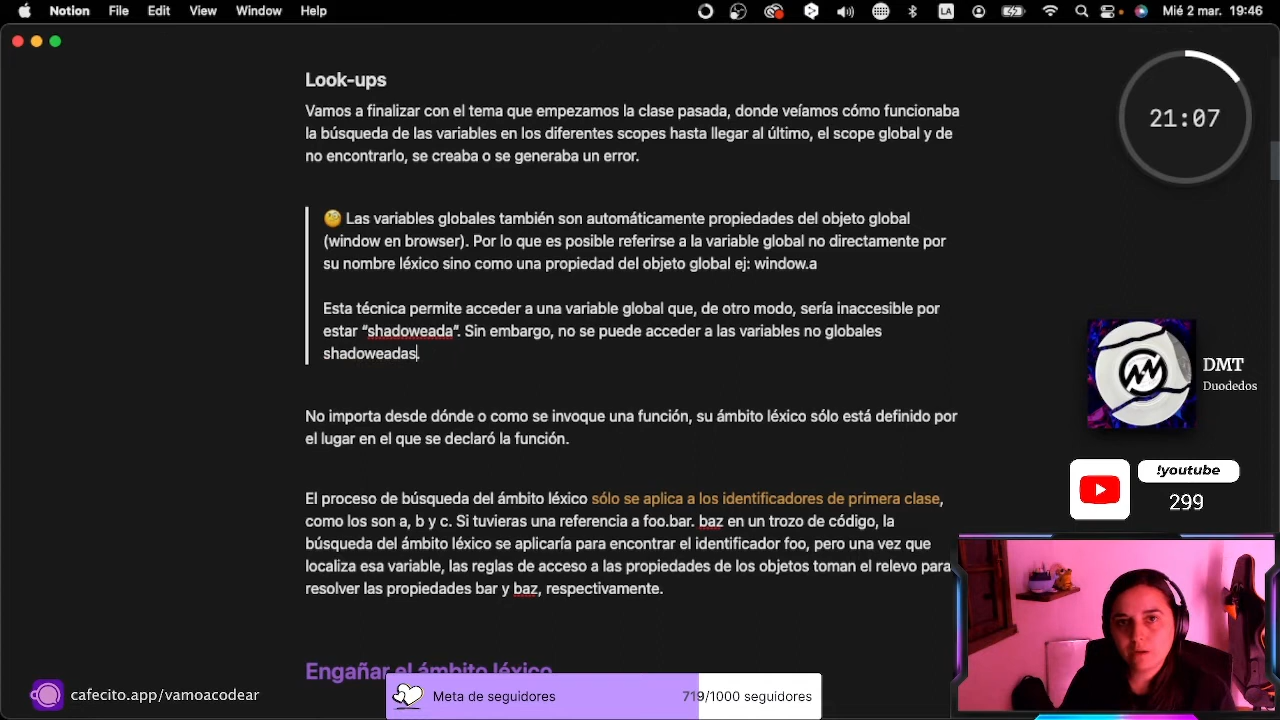 Notion File Edit View Window Help
LA
Mié 2 mar. 19:46
Look-ups
Vamos a finalizar con el tema que empezamos la clase pasada, donde veíamos cómo funcionaba
la búsqueda de las variables en los diferentes scopes hasta llegar al último, el scope global y de
no encontrarlo, se creaba o se generaba un error.
21:07
🧐 Las variables globales también son automáticamente propiedades del objeto global
(window en browser). Por lo que es posible referirse a la variable global no directamente por
su nombre léxico sino como una propiedad del objeto global ej: window.a
Esta técnica permite acceder a una variable global que, de otro modo, sería inaccesible por
estar “shadoweada”. Sin embargo, no se puede acceder a las variables no globales
shadoweadas.
DMT
Duodedos
No importa desde dónde o como se invoque una función, su ámbito léxico sólo está definido por
el lugar en el que se declaró la función.
!youtube
299
El proceso de búsqueda del ámbito léxico sólo se aplica a los identificadores de primera clase,
como los son a, b y c. Si tuvieras una referencia a foo.bar. baz en un trozo de código, la
búsqueda del ámbito léxico se aplicaría para encontrar el identificador foo, pero una vez que
localiza esa variable, las reglas de acceso a las propiedades de los objetos toman el relevo para
resolver las propiedades bar y baz, respectivamente.
Engañar el ámbito léxico
cafecito.app/vamoacodear
Meta de seguidores
719/1000 seguidores